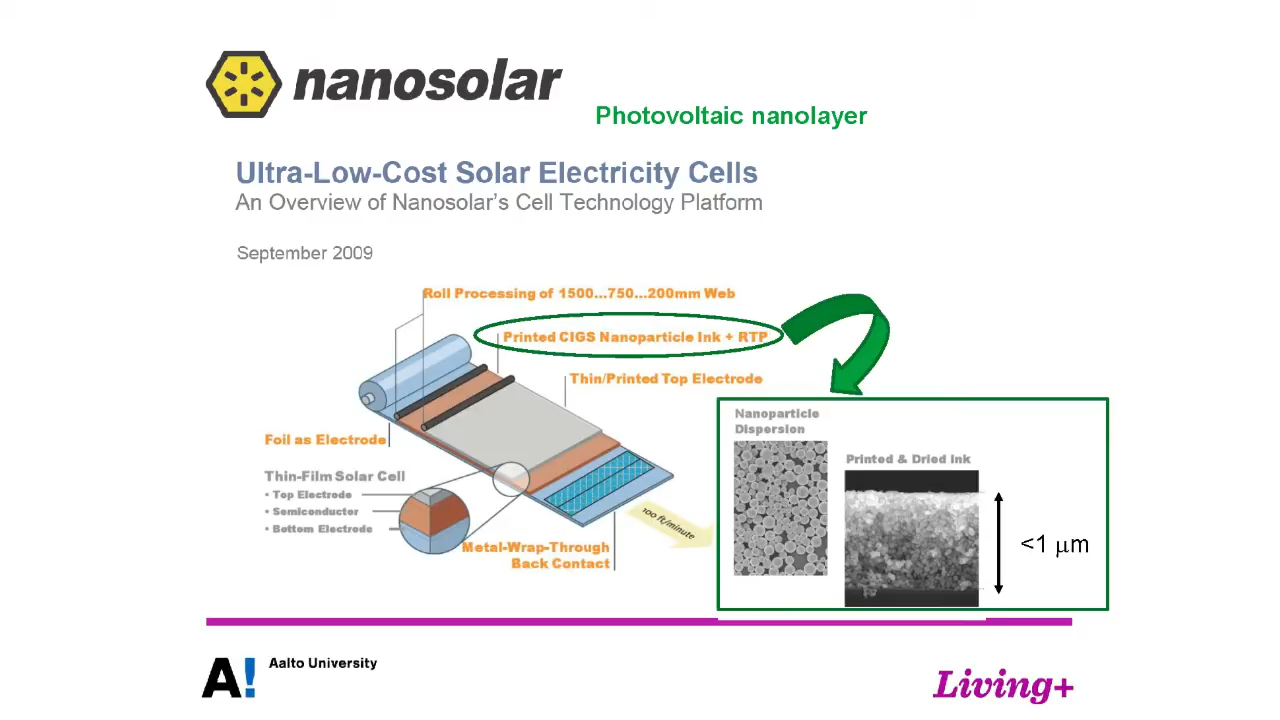 nanosolar
Photovoltaic nanolayer
Ultra-Low-Cost Solar Electricity Cells
An Overview of Nanosolar's Cell Technology Platform
September 2009
Roll Processing of 1500...750...200mm Web
Printed CIGS Nanoparticle Ink + RTP
Thin/Printed Top Electrode
Foil as Electrode
Thin-Film Solar Cell
• Top Electrode
• Semiconductor
• Bottom Electrode
Metal-Wrap-Through
Back Contact
100 ft/minute
Nanoparticle
Dispersion
Printed & Dried Ink
<1 μm
A!
Aalto University
Living+